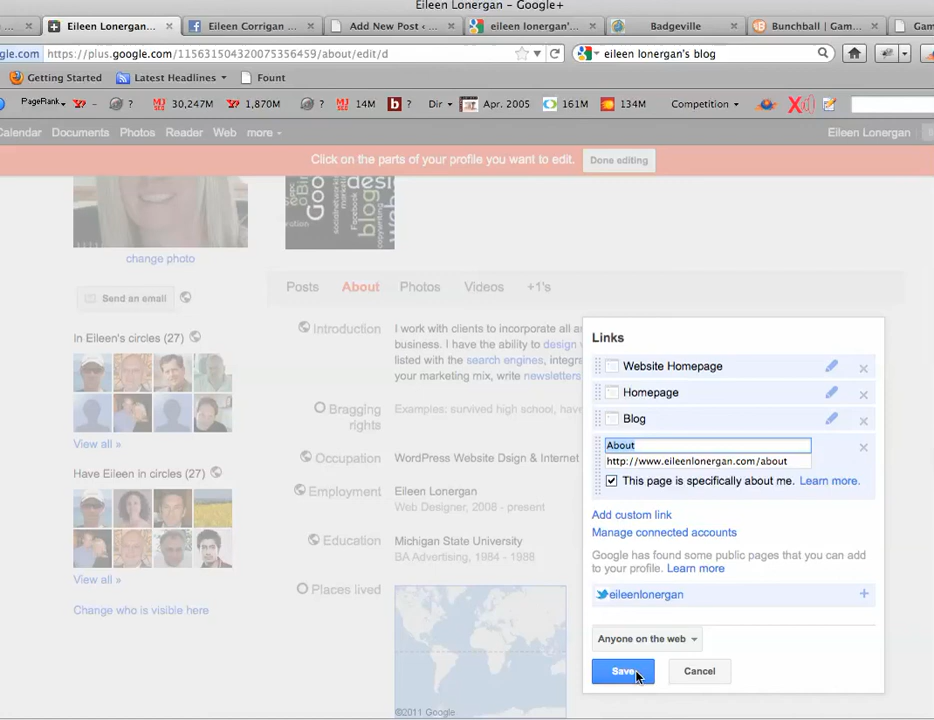 Eileen Lonergan - Google+
Eileen Lonergan... × Eileen Corrigan ... × Add New Post ‹ ... × eileen lonergan' ... × Badgeville × Bunchball | Gam... ×
gle.com https://plus.google.com/115631504320075356459/about/edit/d eileen lonergan's blog
Getting Started Latest Headlines Fount
PageRank ? 30,247M 1,870M ? 14M b ? Dir Apr. 2005 161M 134M Competition
Calendar Documents Photos Reader Web more Eileen Lonergan
Click on the parts of your profile you want to edit. Done editing
change photo
Send an email
Posts About Photos Videos +1's
In Eileen's circles (27)
View all »
Have Eileen in circles (27)
View all »
Change who is visible here
Introduction
I work with clients to incorporate all
business. I have the ability to design
listed with the search engines, integr
your marketing mix, write newsletters
Bragging rights
Examples: survived high school, have
Occupation
WordPress Website Dsign & Internet
Employment
Eileen Lonergan
Web Designer, 2008 - present
Education
Michigan State University
BA Advertising, 1984 - 1988
Places lived
©2011 Google
Links
Website Homepage
Homepage
Blog
About
http://www.eileenlonergan.com/about
This page is specifically about me. Learn more.
Add custom link
Manage connected accounts
Google has found some public pages that you can add
to your profile. Learn more
eileenlonergan +
Anyone on the web
Save Cancel